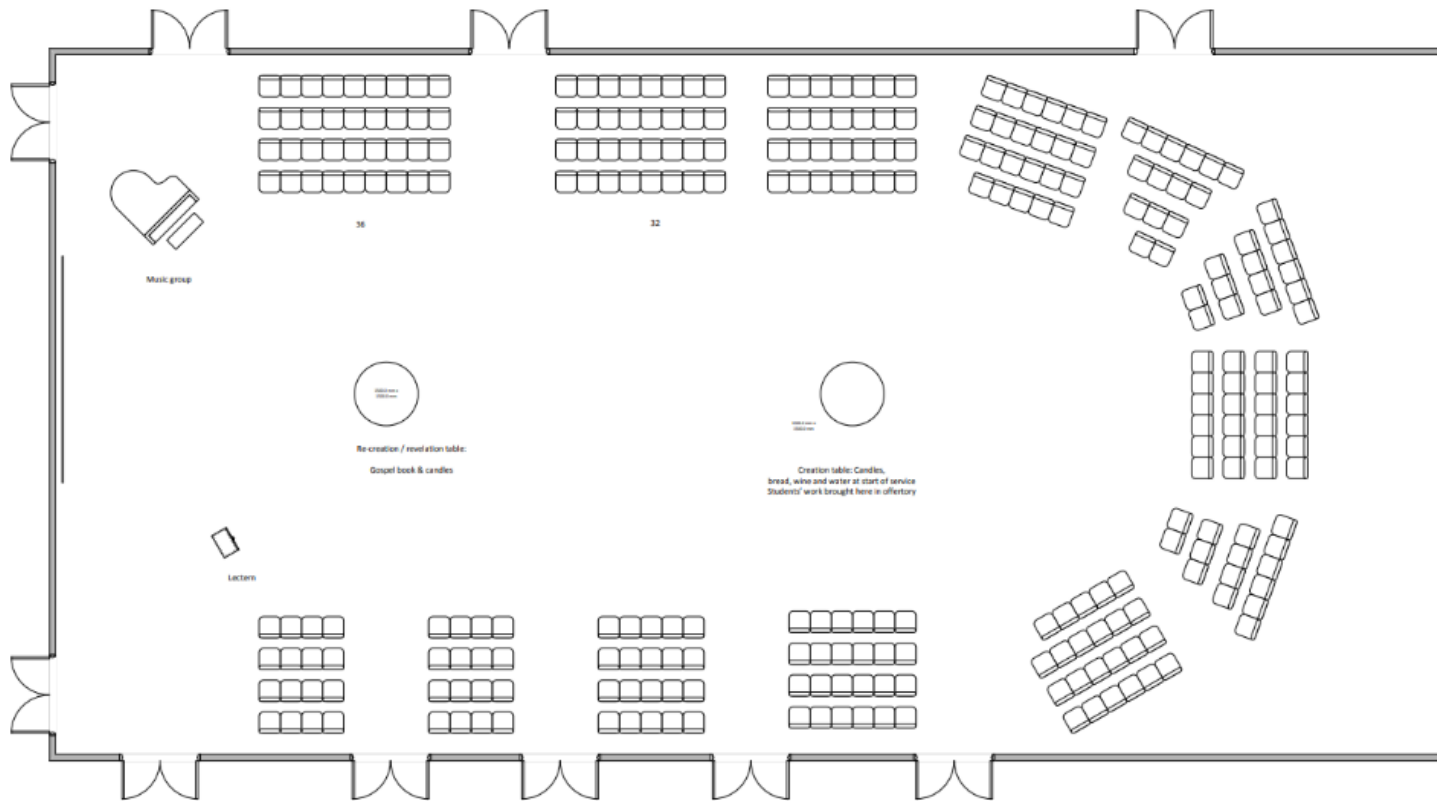 36
32
Music group
Re-creation / revelation table:
Gospel book & candles
Creation table: Candles,
bread, wine and water at start of service
Students' work brought here in offertory
Lectern